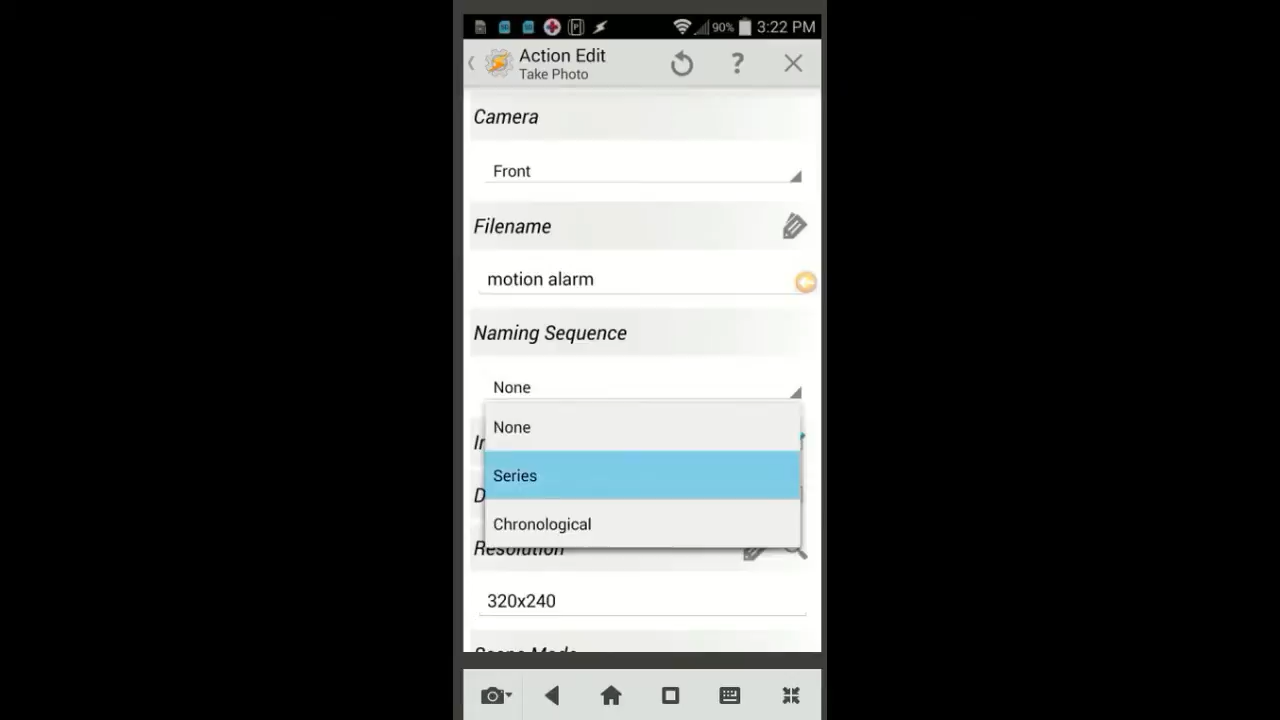 90% 3:22 PM
Action Edit
Take Photo
Camera
Front
Filename
motion alarm
Naming Sequence
None
None
Series
Chronological
Resolution
320x240